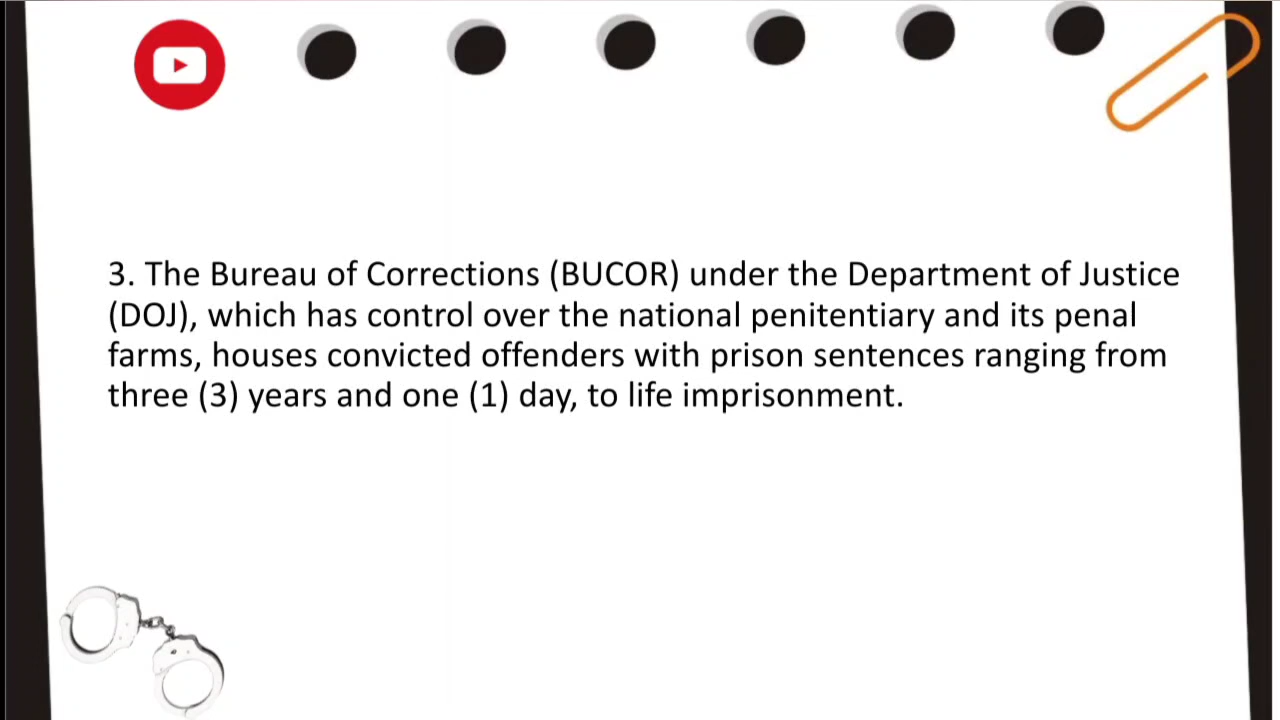 3. The Bureau of Corrections (BUCOR) under the Department of Justice
(DOJ), which has control over the national penitentiary and its penal
farms, houses convicted offenders with prison sentences ranging from
three (3) years and one (1) day, to life imprisonment.